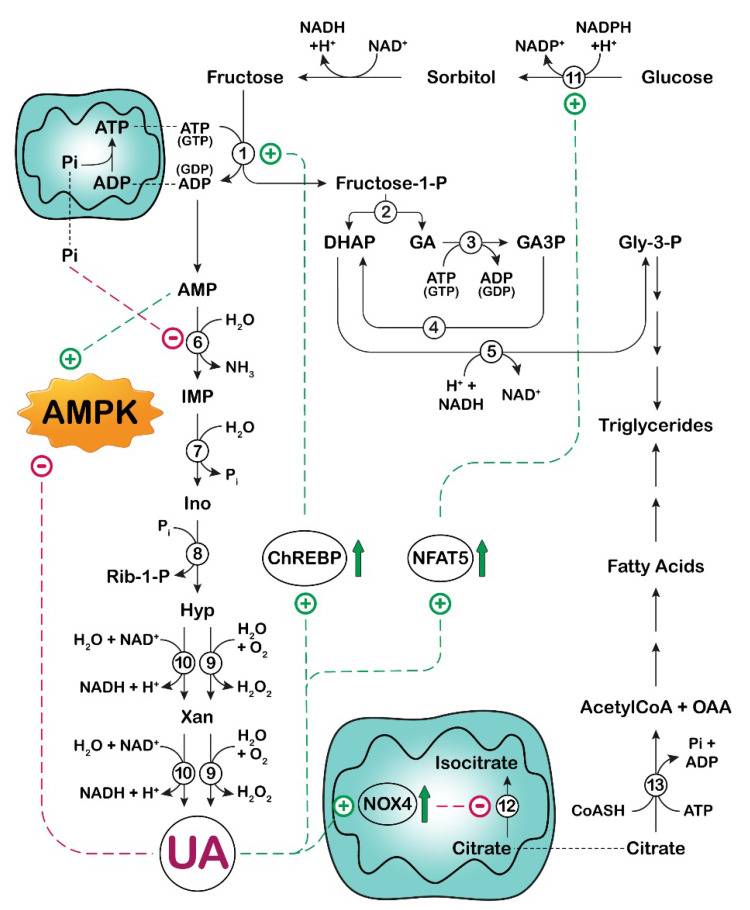 NADH
+H⁺
NAD⁺
NADP⁺
NADPH
+H⁺
Fructose
Sorbitol
11
Glucose
+
ATP
ATP
(GTP)
Pi
1
+
(GDP)
ADP
ADP
Fructose-1-P
2
DHAP
GA
3
GA3P
Gly-3-P
Pi
ATP
(GTP)
ADP
(GDP)
AMP
4
H₂O
−
6
5
+
NH₃
H⁺ +
NADH
NAD⁺
IMP
AMPK
Triglycerides
H₂O
7
−
Pᵢ
Ino
Pᵢ
8
ChREBP
NFAT5
Fatty Acids
Rib-1-P
+
+
Hyp
H₂O + NAD⁺
H₂O
+ O₂
10
9
NADH + H⁺
H₂O₂
Xan
AcetylCoA + OAA
H₂O + NAD⁺
H₂O
+ O₂
Pi +
ADP
Isocitrate
10
9
13
NADH + H⁺
H₂O₂
+
NOX4
−
12
CoASH
ATP
UA
Citrate
Citrate